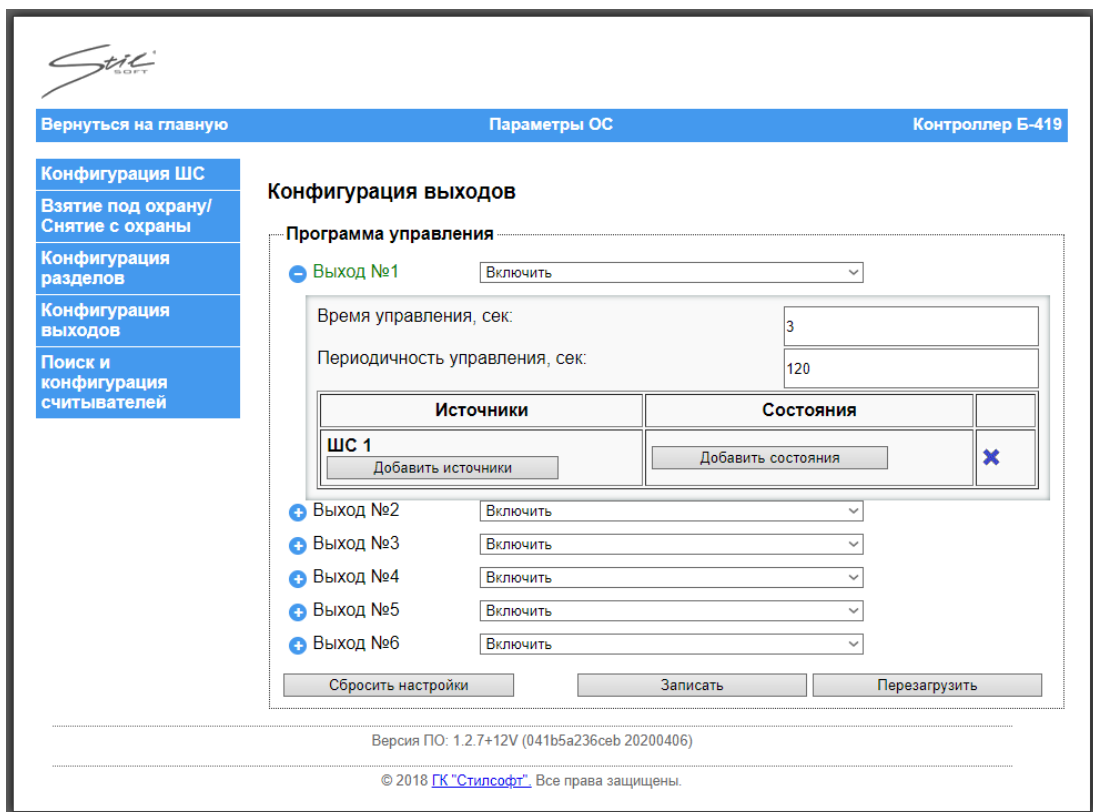 Stil
SOFT
Вернуться на главную Параметры ОС Контроллер Б-419
Конфигурация ШС
Взятие под охрану/
Снятие с охраны
Конфигурация
разделов
Конфигурация
выходов
Поиск и
конфигурация
считывателей
Конфигурация выходов
Программа управления
Выход №1 Включить
Время управления, сек: 3
Периодичность управления, сек: 120
Источники Состояния
ШС 1
Добавить источники Добавить состояния
Выход №2 Включить
Выход №3 Включить
Выход №4 Включить
Выход №5 Включить
Выход №6 Включить
Сбросить настройки Записать Перезагрузить
Версия ПО: 1.2.7+12V (041b5a236ceb 20200406)
© 2018 ГК "Стилсофт". Все права защищены.